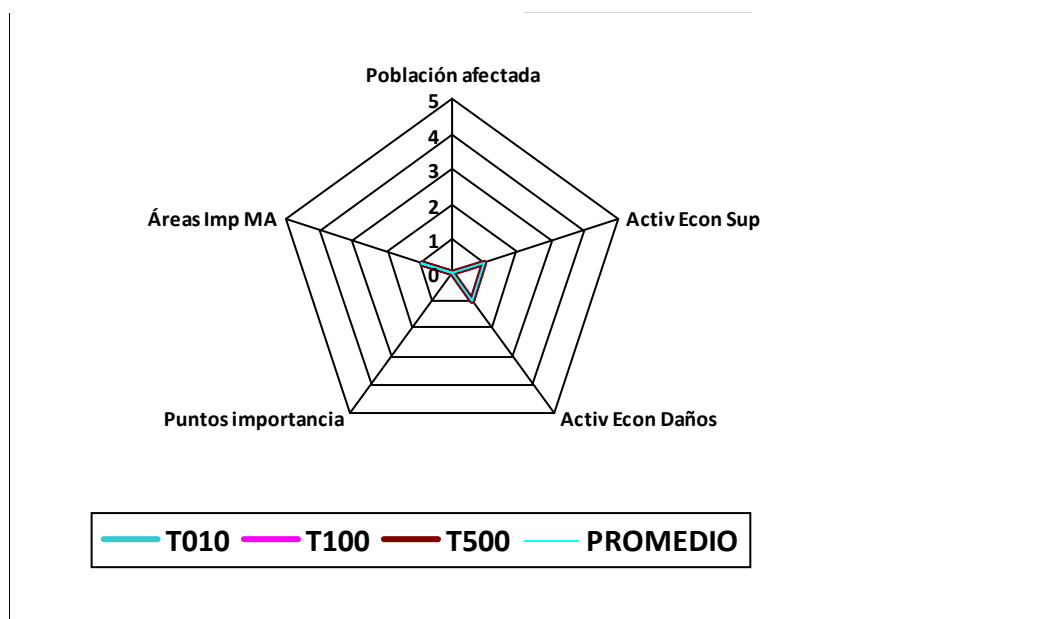 Población afectada
5
4
3
2
1
0
Áreas Imp MA
Activ Econ Sup
Puntos importancia
Activ Econ Daños
T010 T100 T500 PROMEDIO